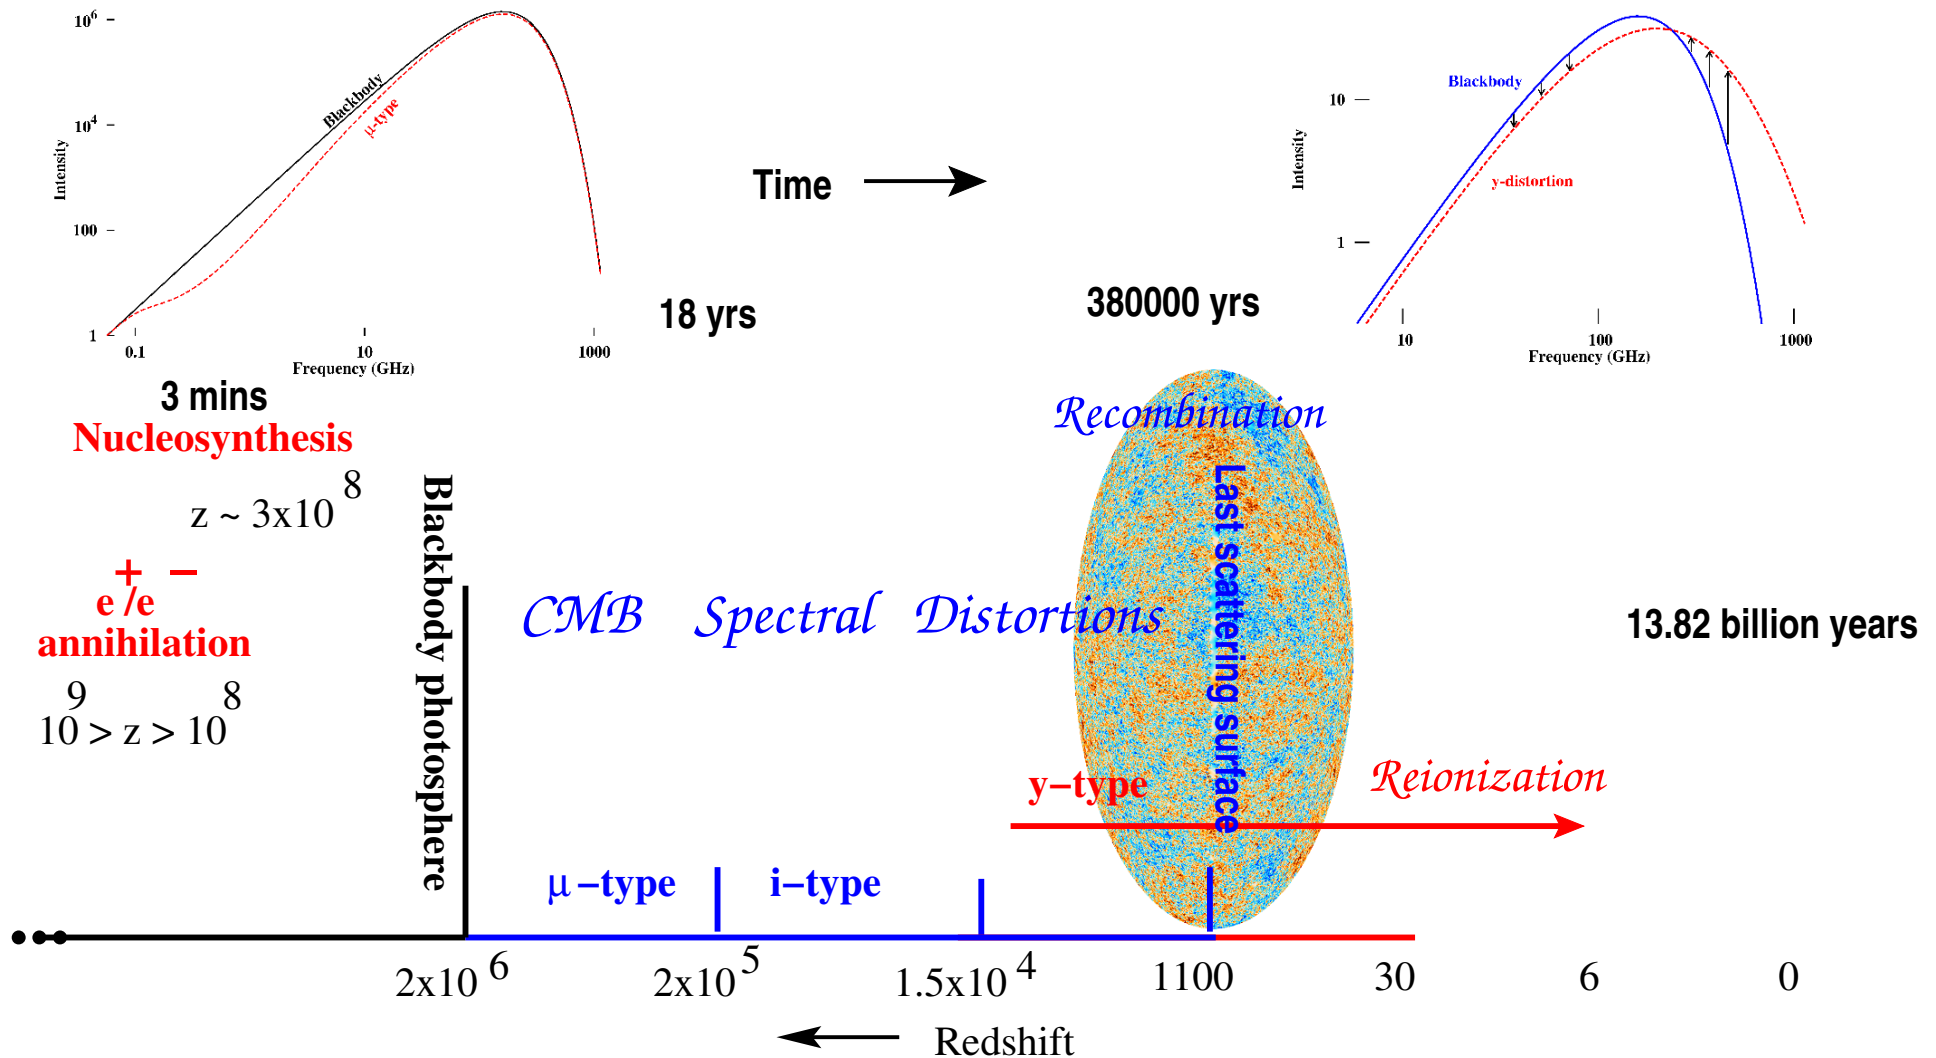 10⁶
10⁴
100
1
Intensity
Blackbody
μ-type
0.1 10 1000
Frequency (GHz)
Time
10
1
Intensity
Blackbody
y-distortion
10 100 1000
Frequency (GHz)
18 yrs
380000 yrs
3 mins
Nucleosynthesis
z ~ 3x10⁸
e⁺/e⁻
annihilation
10⁹ > z > 10⁸
Blackbody photosphere
CMB Spectral Distortions
Recombination
Last scattering surface
13.82 billion years
y−type
Reionization
μ−type
i−type
2x10⁶ 2x10⁵ 1.5x10⁴ 1100 30 6 0
Redshift